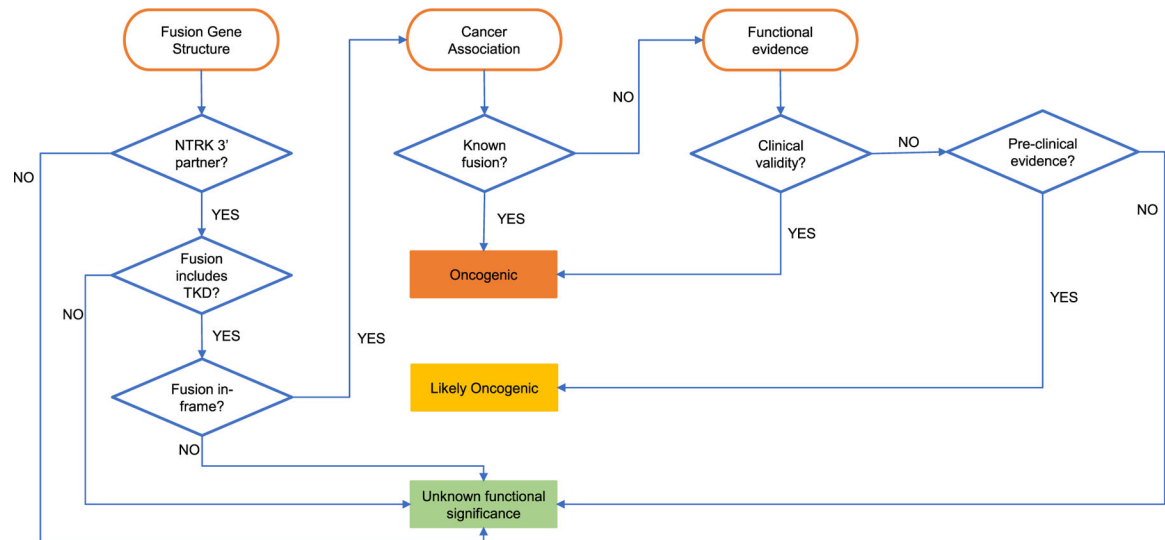 Fusion Gene
Structure
Cancer
Association
Functional
evidence
NO
NTRK 3’
partner?
Known
fusion?
Clinical
validity?
NO
Pre-clinical
evidence?
NO
NO
YES
YES
YES
Fusion
includes
TKD?
Oncogenic
NO
YES
YES
YES
Fusion in-
frame?
Likely Oncogenic
NO
Unknown functional
significance